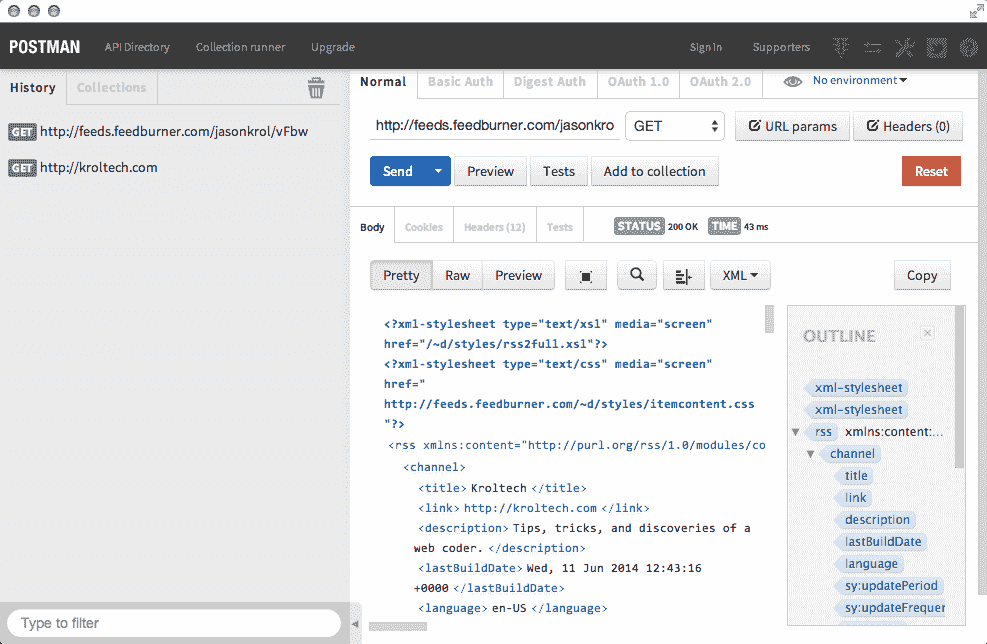 POSTMAN API Directory Collection runner Upgrade Sign in Supporters
History Collections
GET http://feeds.feedburner.com/jasonkrol/vFbw
GET http://kroltech.com
Type to filter
Normal Basic Auth Digest Auth OAuth 1.0 OAuth 2.0 No environment
http://feeds.feedburner.com/jasonkro GET URL params Headers (0)
Send Preview Tests Add to collection Reset
Body Cookies Headers (12) Tests STATUS 200 OK TIME 43 ms
Pretty Raw Preview XML Copy
<?xml-stylesheet type="text/xsl" media="screen"
href="/~d/styles/rss2full.xsl"?>
<?xml-stylesheet type="text/css" media="screen"
href="
http://feeds.feedburner.com/~d/styles/itemcontent.css
"?>
<rss xmlns:content="http://purl.org/rss/1.0/modules/co
<channel>
<title> Kroltech </title>
<link> http://kroltech.com </link>
<description> Tips, tricks, and discoveries of a
web coder. </description>
<lastBuildDate> Wed, 11 Jun 2014 12:43:16
+0000 </lastBuildDate>
<language> en-US </language>
OUTLINE
xml-stylesheet
xml-stylesheet
rss xmlns:content:...
channel
title
link
description
lastBuildDate
language
sy:updatePeriod
sy:updateFrequer